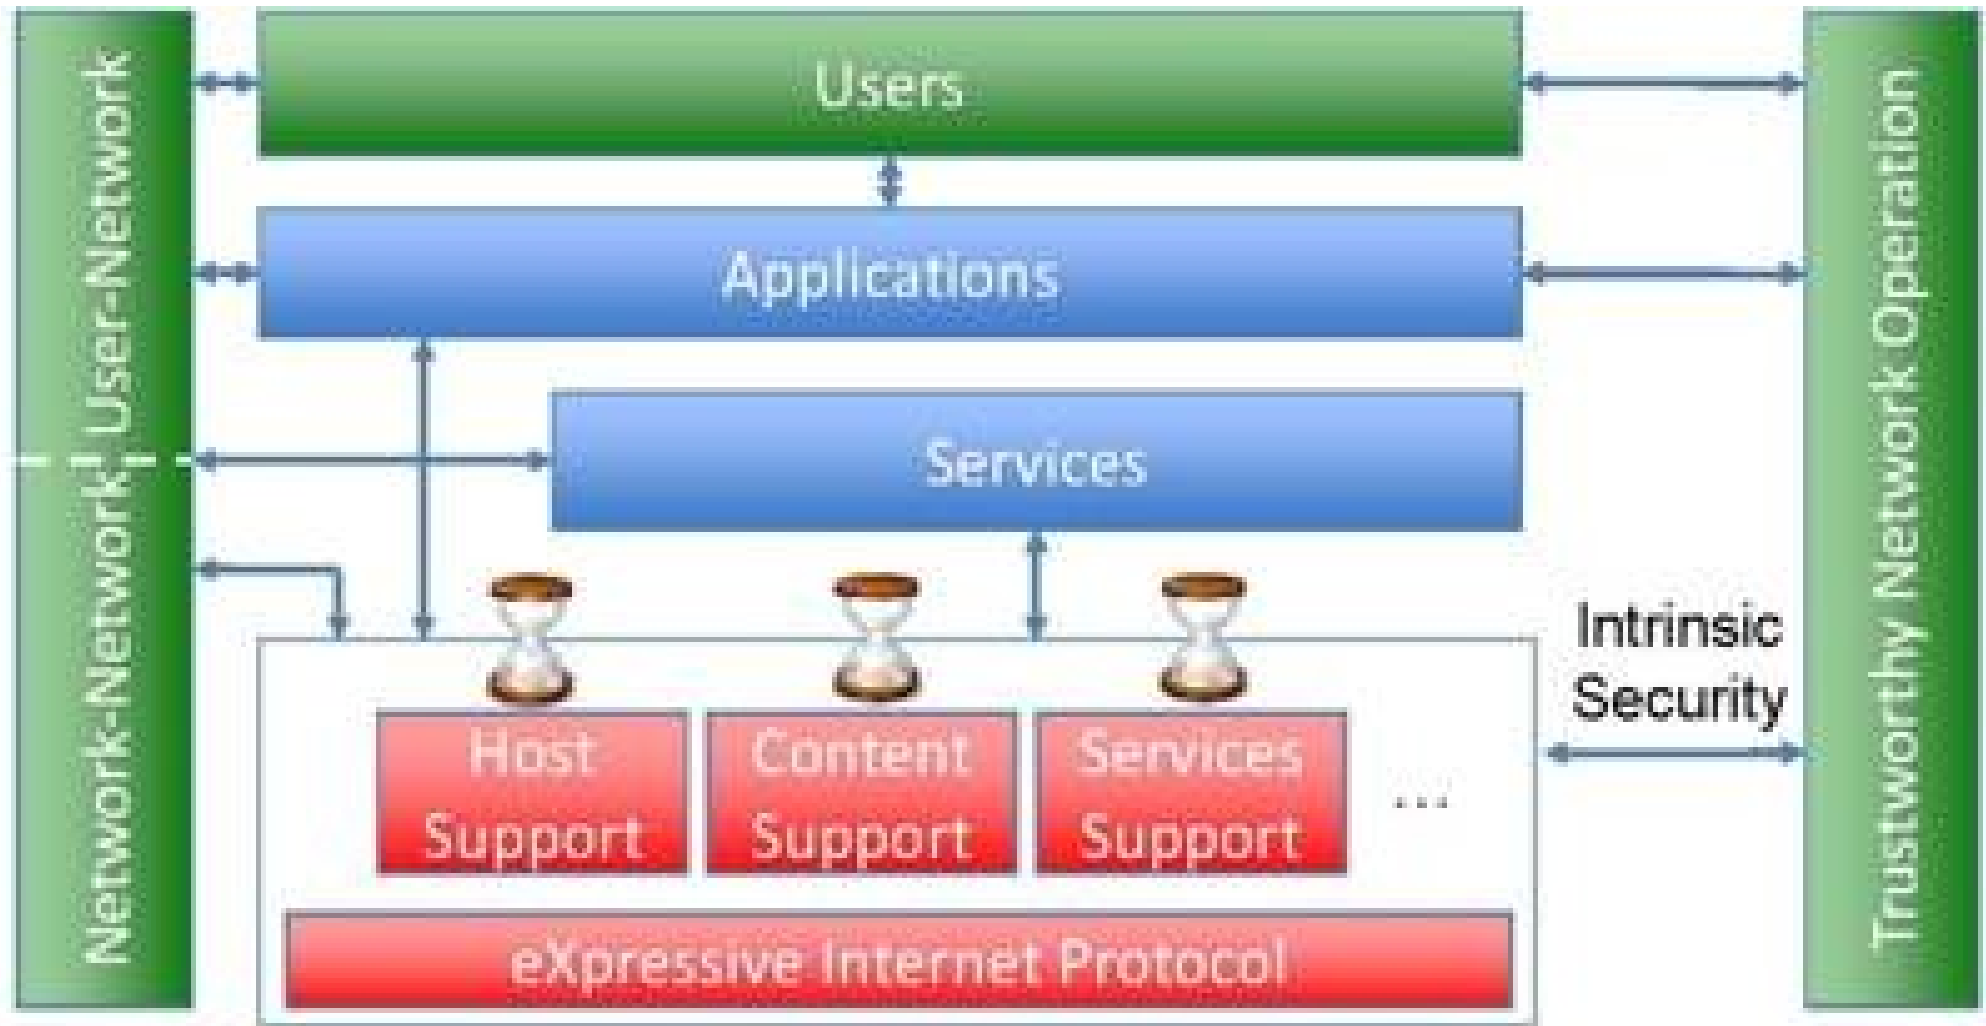 Users
Applications
Services
Network-Network User-Network
Host
Support
Content
Support
Services
Support
...
eXpressive Internet Protocol
Intrinsic
Security
Trustworthy Network Operation